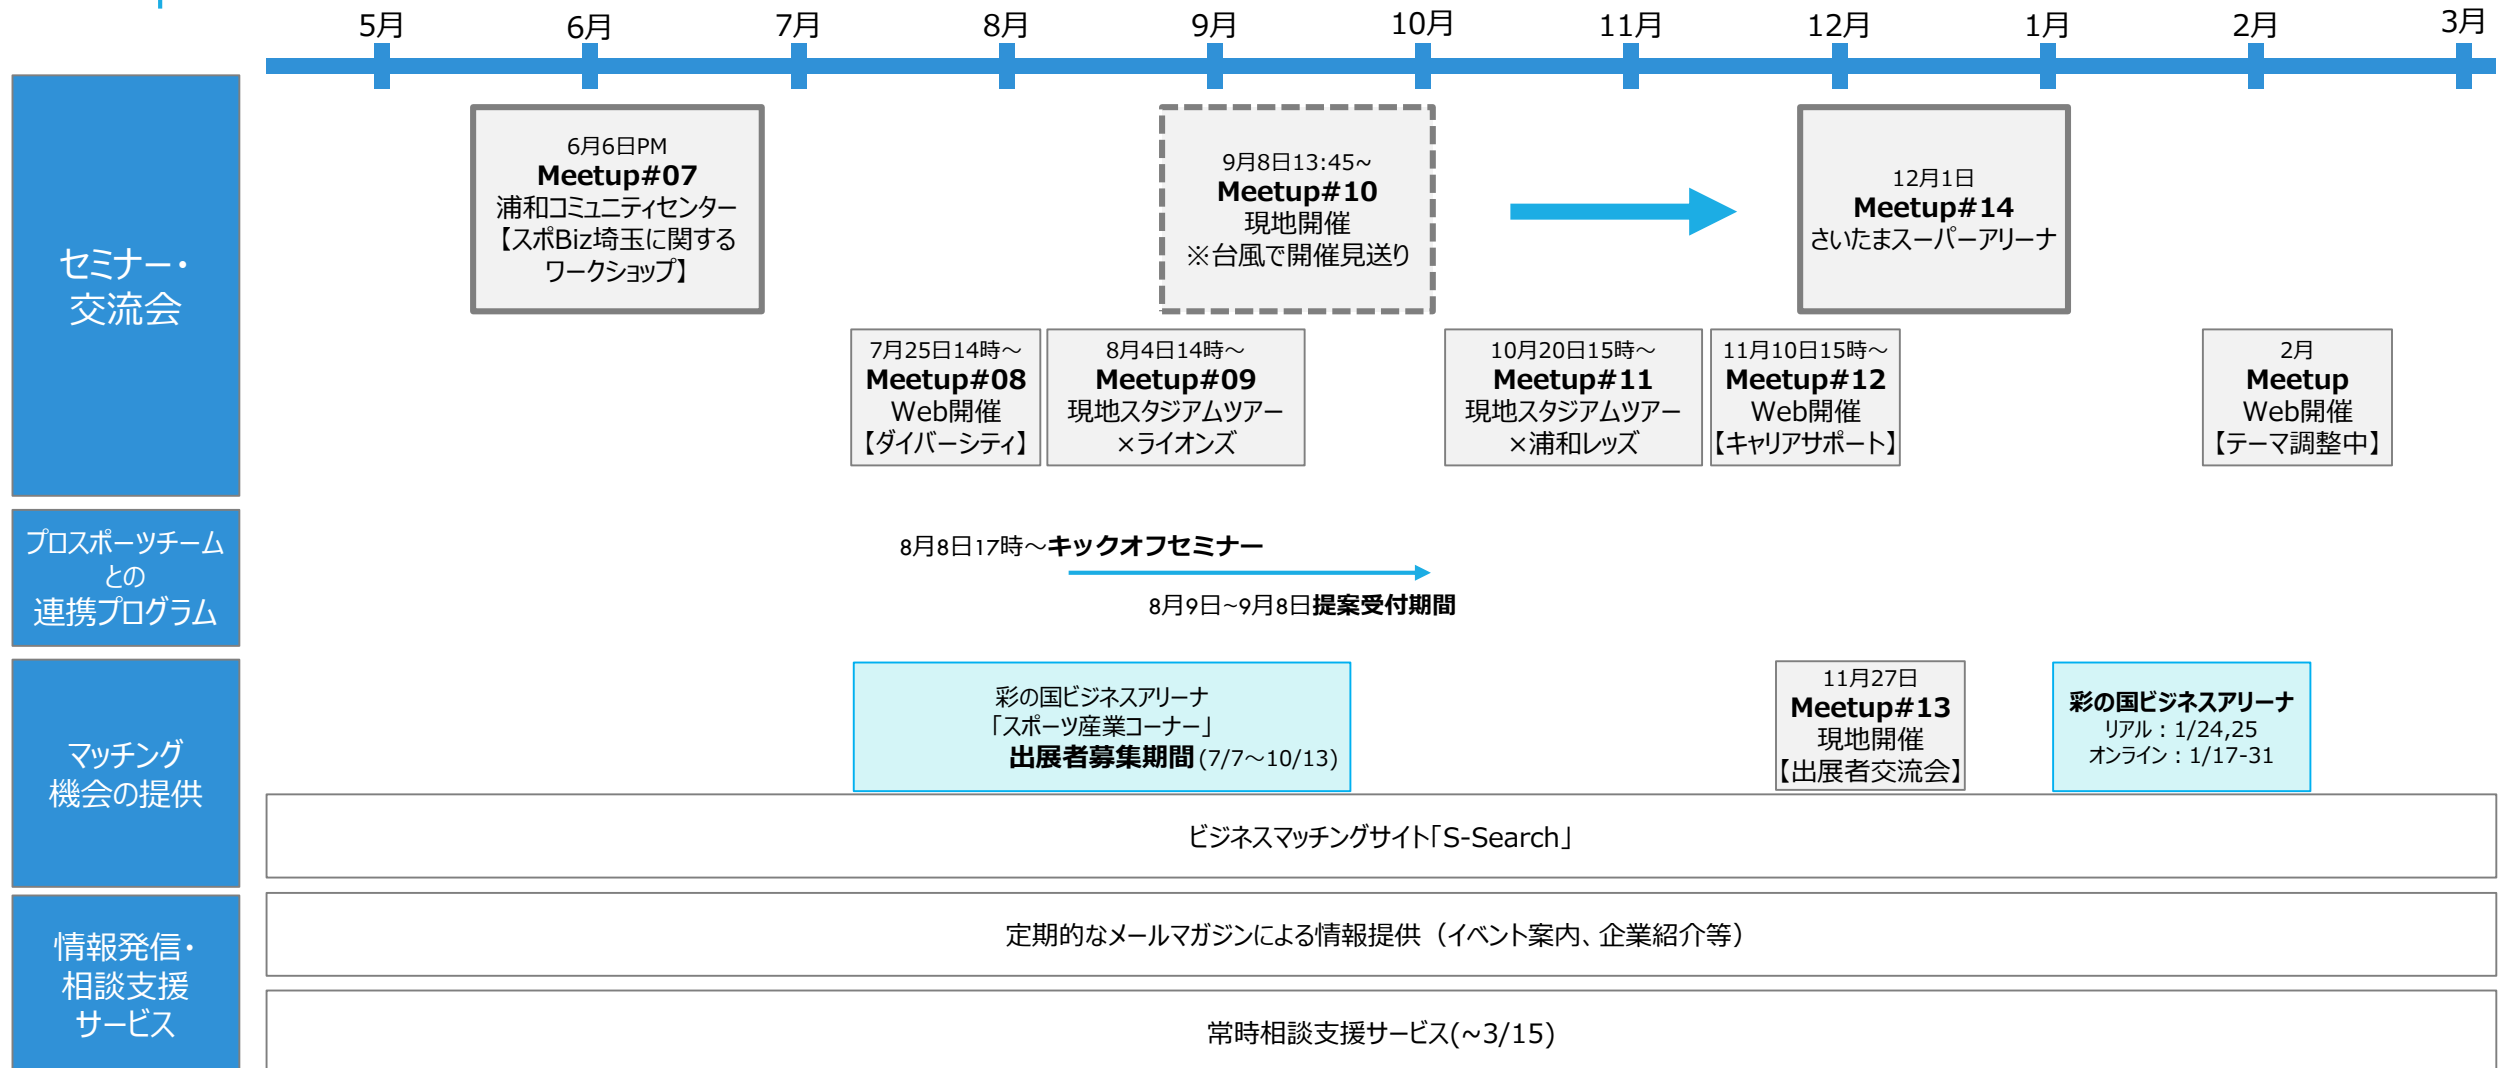 5月
6月
7月
8月
9月
10月
11月
12月
1月
2月
3月
セミナー・
交流会
6月6日PM
Meetup#07
浦和コミュニティセンター
【スポBiz埼玉に関する
ワークショップ】
9月8日13:45~
Meetup#10
現地開催
※台風で開催見送り
12月1日
Meetup#14
さいたまスーパーアリーナ
7月25日14時～
Meetup#08
Web開催
【ダイバーシティ】
8月4日14時～
Meetup#09
現地スタジアムツアー
×ライオンズ
10月20日15時～
Meetup#11
現地スタジアムツアー
×浦和レッズ
11月10日15時～
Meetup#12
Web開催
【キャリアサポート】
2月
Meetup
Web開催
【テーマ調整中】
プロスポーツチーム
との
連携プログラム
8月8日17時～キックオフセミナー
8月9日~9月8日提案受付期間
マッチング
機会の提供
彩の国ビジネスアリーナ
「スポーツ産業コーナー」
出展者募集期間(7/7～10/13)
11月27日
Meetup#13
現地開催
【出展者交流会】
彩の国ビジネスアリーナ
リアル：1/24,25
オンライン：1/17-31
ビジネスマッチングサイト「S-Search」
情報発信・
相談支援
サービス
定期的なメールマガジンによる情報提供（イベント案内、企業紹介等）
常時相談支援サービス(~3/15)